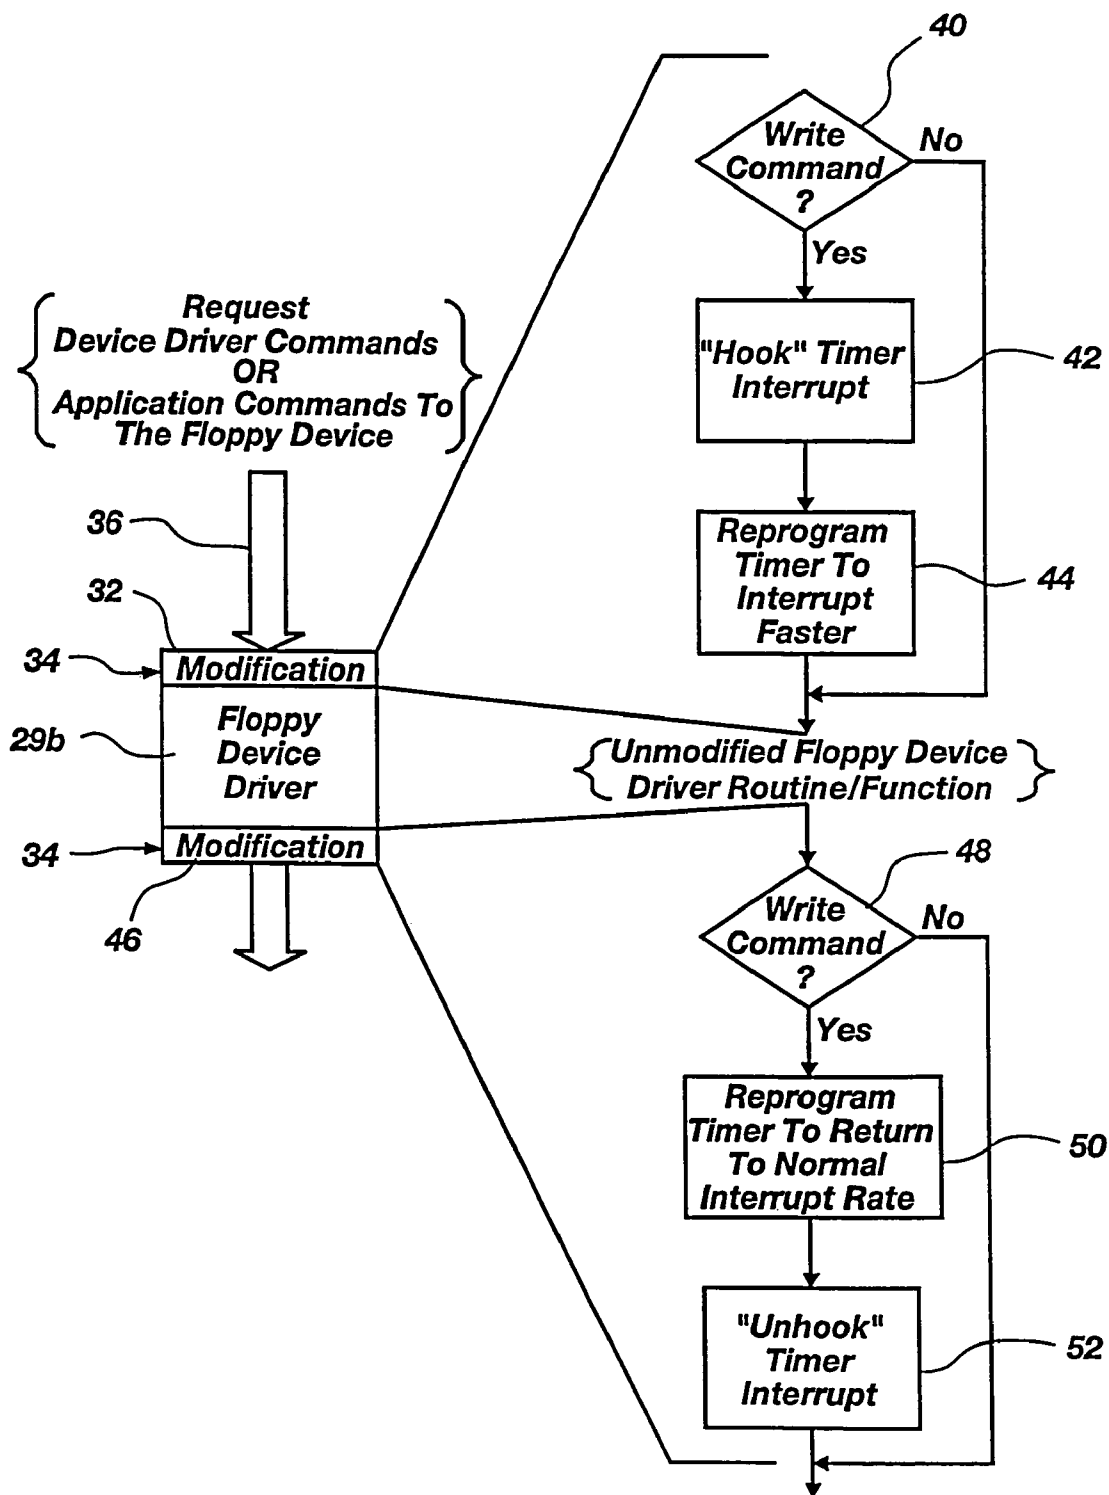 Request
Device Driver Commands
OR
Application Commands To
The Floppy Device
36
32
34
Modification
Floppy
Device
Driver
29b
34
Modification
46
40
Write
Command
?
No
Yes
"Hook" Timer
Interrupt
42
Reprogram
Timer To
Interrupt
Faster
44
Unmodified Floppy Device
Driver Routine/Function
48
Write
Command
?
No
Yes
Reprogram
Timer To Return
To Normal
Interrupt Rate
50
"Unhook"
Timer
Interrupt
52